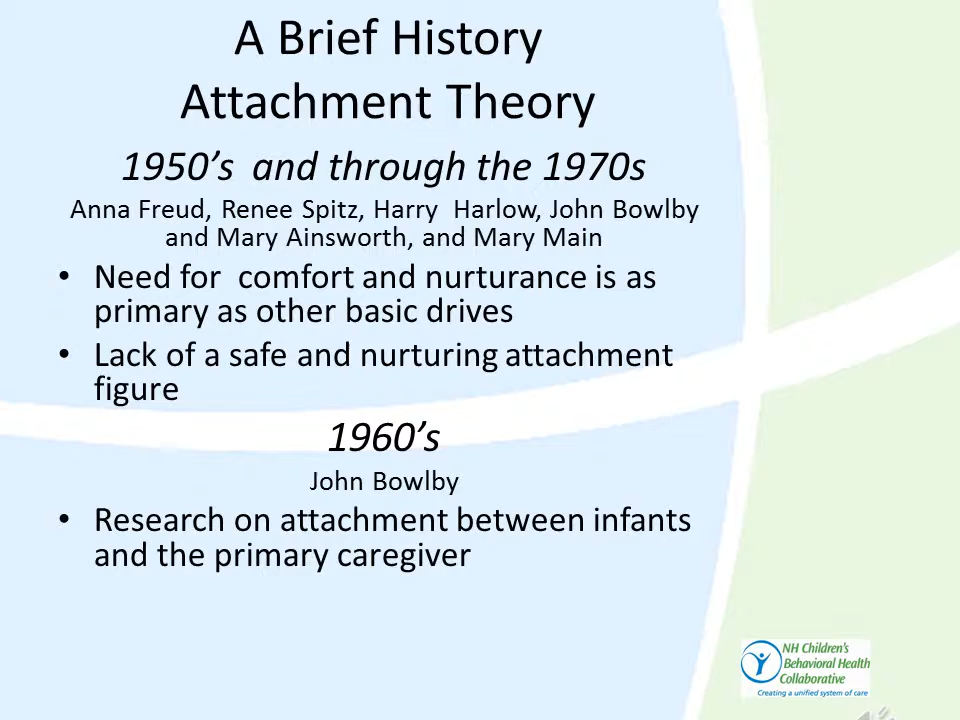 A Brief History
Attachment Theory
1950’s and through the 1970s
Anna Freud, Renee Spitz, Harry Harlow, John Bowlby
and Mary Ainsworth, and Mary Main
• Need for comfort and nurturance is as
primary as other basic drives
• Lack of a safe and nurturing attachment
figure
1960’s
John Bowlby
• Research on attachment between infants
and the primary caregiver
NH Children’s
Behavioral Health
Collaborative
Creating a unified system of care